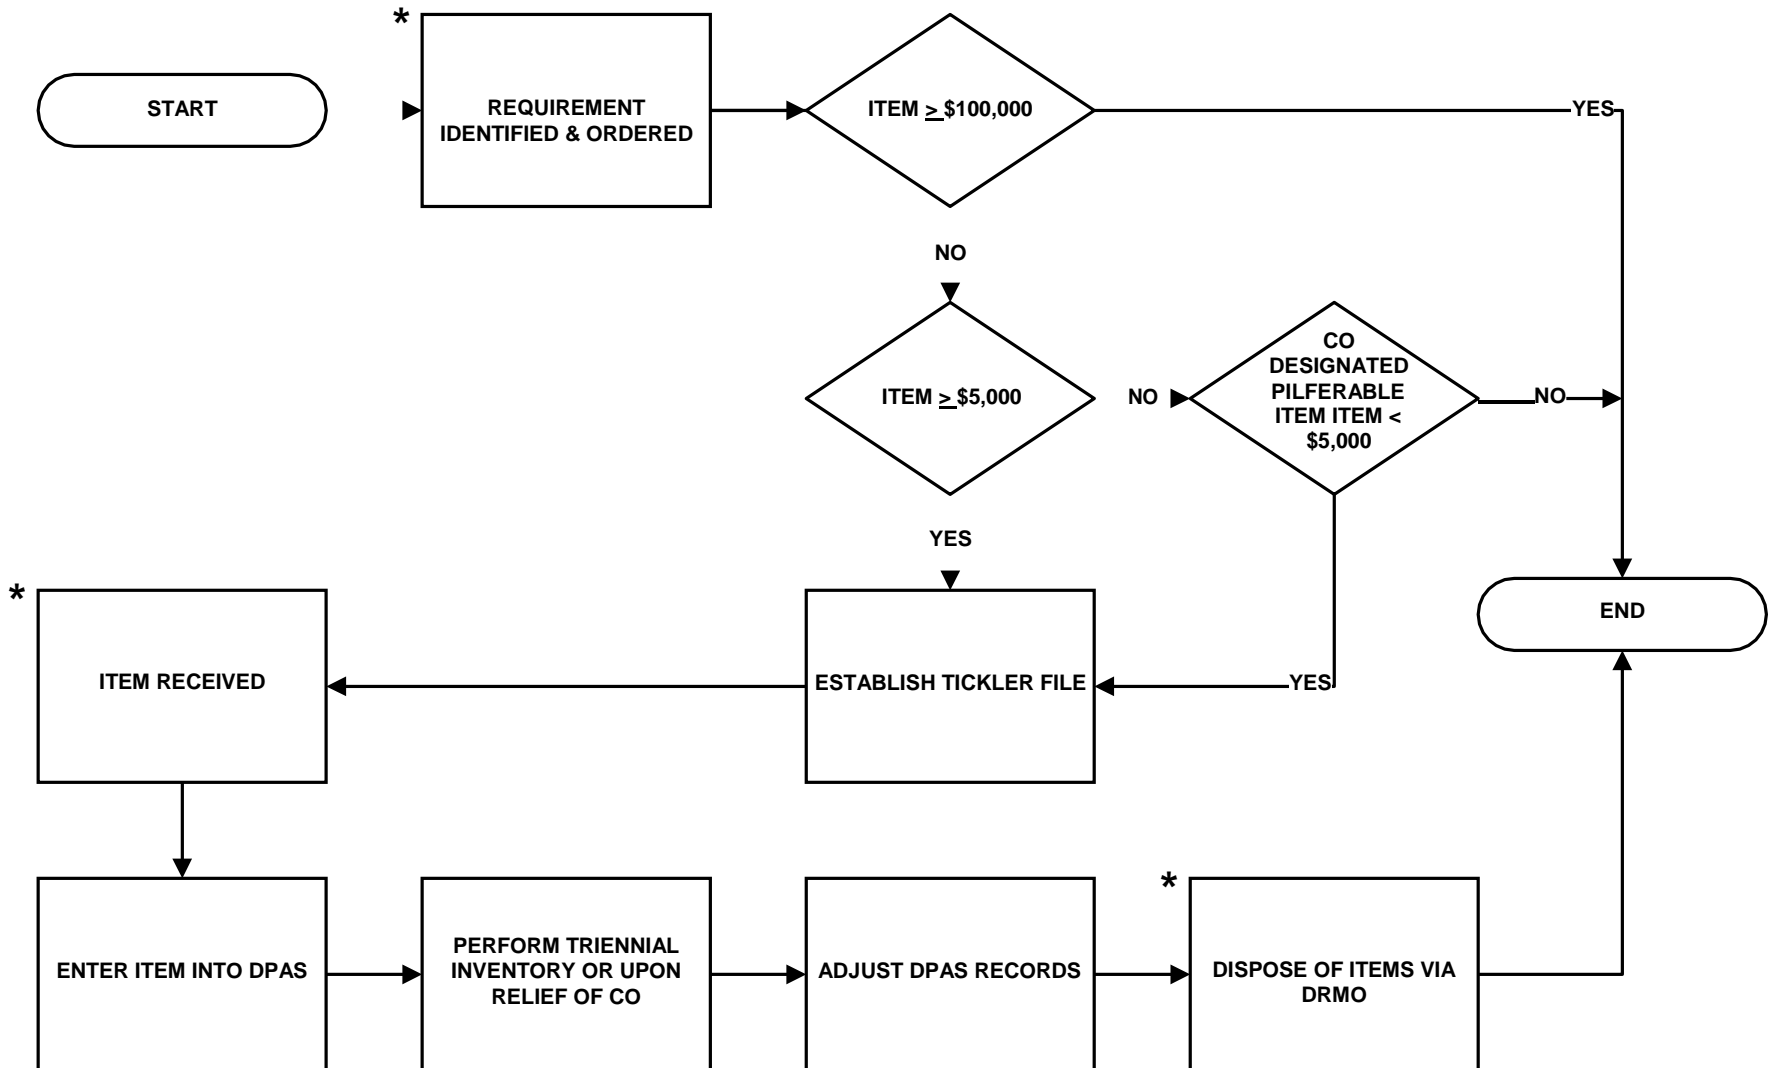 *
START
REQUIREMENT
IDENTIFIED & ORDERED
ITEM > $100,000
YES
NO
ITEM > $5,000
NO
CO
DESIGNATED
PILFERABLE
ITEM ITEM <
$5,000
NO
YES
*
ITEM RECEIVED
ESTABLISH TICKLER FILE
YES
END
ENTER ITEM INTO DPAS
PERFORM TRIENNIAL
INVENTORY OR UPON
RELIEF OF CO
ADJUST DPAS RECORDS
*
DISPOSE OF ITEMS VIA
DRMO